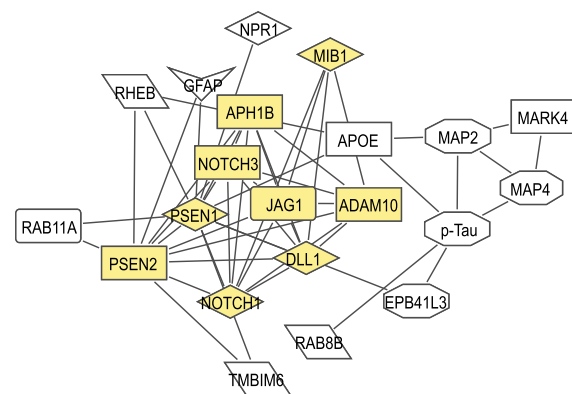 NPR1
MIB1
GFAP
RHEB
APH1B
MARK4
APOE
MAP2
NOTCH3
MAP4
PSEN1
JAG1
ADAM10
RAB11A
p-Tau
PSEN2
DLL1
NOTCH1
EPB41L3
RAB8B
TMBIM6